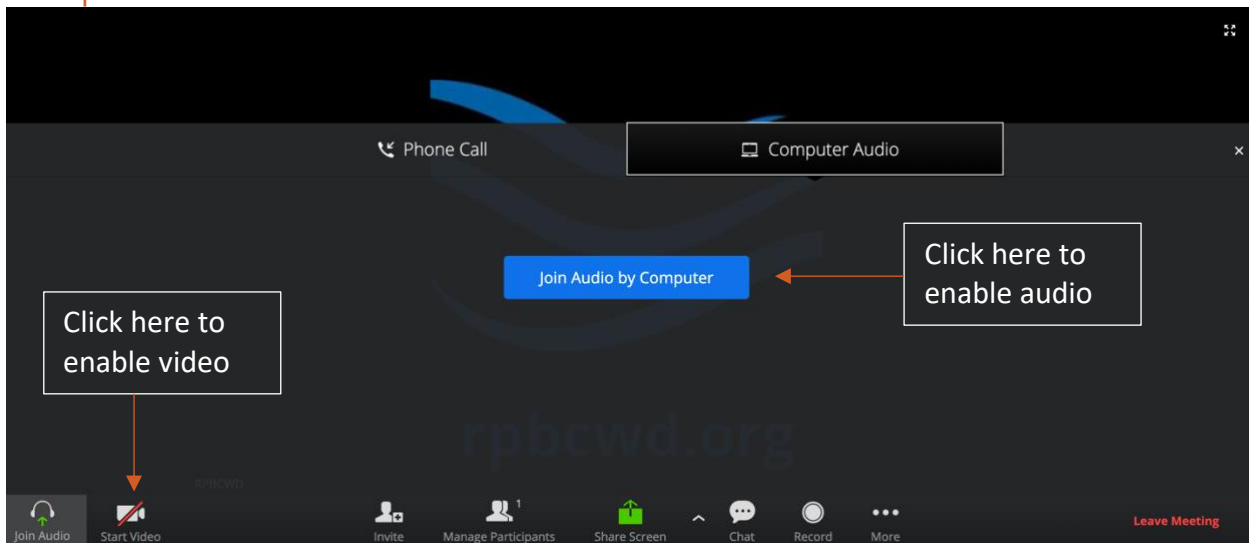 Phone Call
Computer Audio
×
Join Audio by Computer
Click here to
enable audio
Click here to
enable video
rpbcwd.org
RPBCWD
Join Audio
Start Video
Invite
1
Manage Participants
Share Screen
Chat
Record
More
Leave Meeting